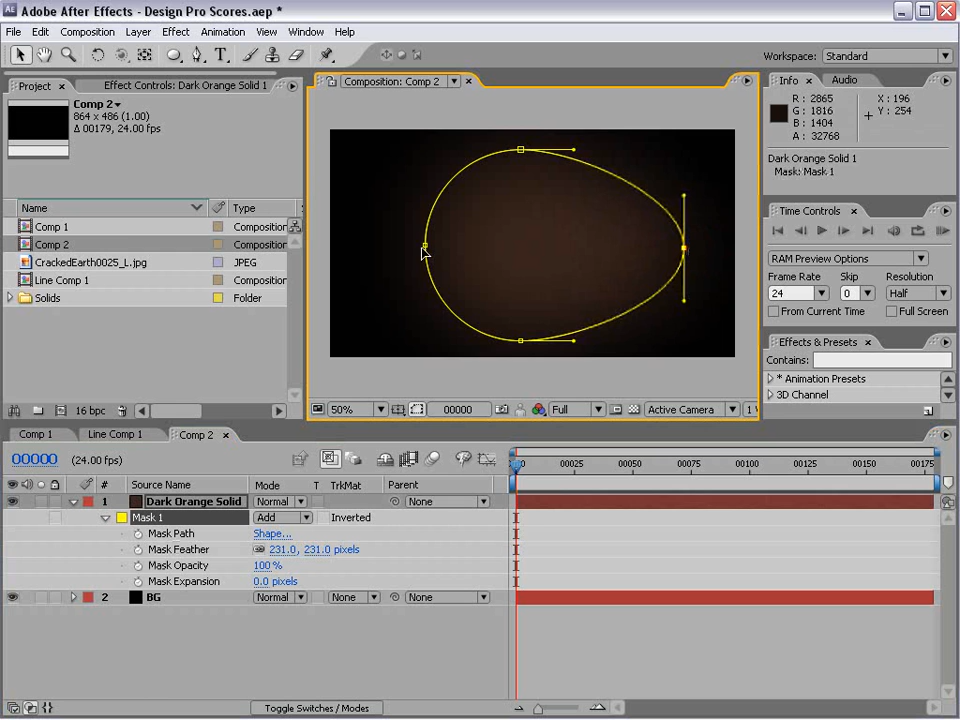 Adobe After Effects - Design Pro Scores.aep *
File Edit Composition Layer Effect Animation View Window Help
Workspace: Standard
Project Effect Controls: Dark Orange Solid 1
Comp 2
864 x 486 (1.00)
Δ 00179, 24.00 fps
Name Type
Comp 1 Composition
Comp 2 Composition
CrackedEarth0025_L.jpg JPEG
Line Comp 1 Composition
Solids Folder
16 bpc
Composition: Comp 2
50% 00000 Full Active Camera 1
Info Audio
R : 2865
G : 1816
B : 1404
A : 32768
X : 196
Y : 254
Dark Orange Solid 1
Mask: Mask 1
Time Controls
RAM Preview Options
Frame Rate Skip Resolution
24 0 Half
From Current Time Full Screen
Effects & Presets
Contains:
* Animation Presets
3D Channel
Comp 1 Line Comp 1 Comp 2
00000 (24.00 fps)
00025 00050 00075 00100 00125 00150 00175
# Source Name Mode T TrkMat Parent
1 Dark Orange Solid Normal None
Mask 1 Add Inverted
Mask Path Shape...
Mask Feather 231.0, 231.0 pixels
Mask Opacity 100 %
Mask Expansion 0.0 pixels
2 BG Normal None None
Toggle Switches / Modes